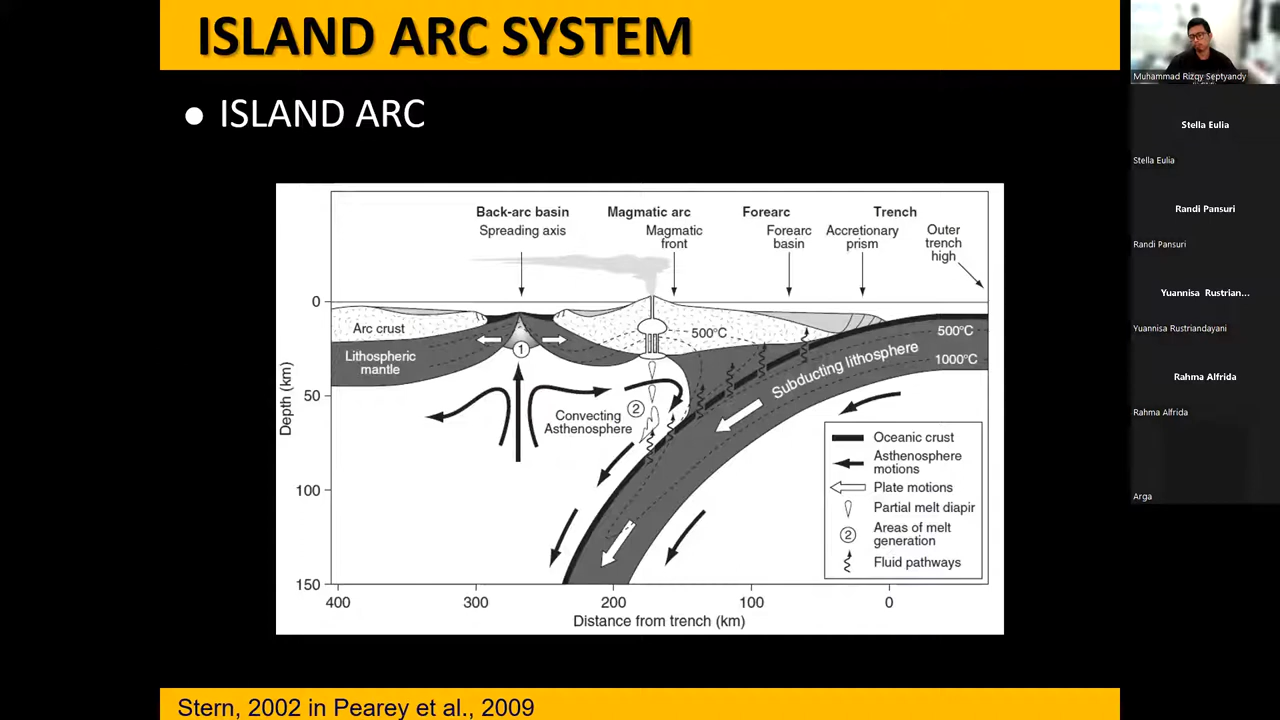 ISLAND ARC SYSTEM
● ISLAND ARC
Back-arc basin
Spreading axis
Magmatic arc
Magmatic
front
Forearc
Forearc
basin
Trench
Accretionary
prism
Outer
trench
high
0
50
100
150
Depth (km)
Arc crust
Lithospheric
mantle
1
500°C
500°C
1000°C
Subducting lithosphere
2
Convecting
Asthenosphere
Oceanic crust
Asthenosphere
motions
Plate motions
Partial melt diapir
2
Areas of melt
generation
Fluid pathways
400
300
200
100
0
Distance from trench (km)
Stern, 2002 in Pearey et al., 2009
Muhammad Rizqy Septyandy
Stella Eulia
Stella Eulia
Randi Pansuri
Randi Pansuri
Yuannisa Rustrian...
Yuannisa Rustriandayani
Rahma Alfrida
Rahma Alfrida
Arga